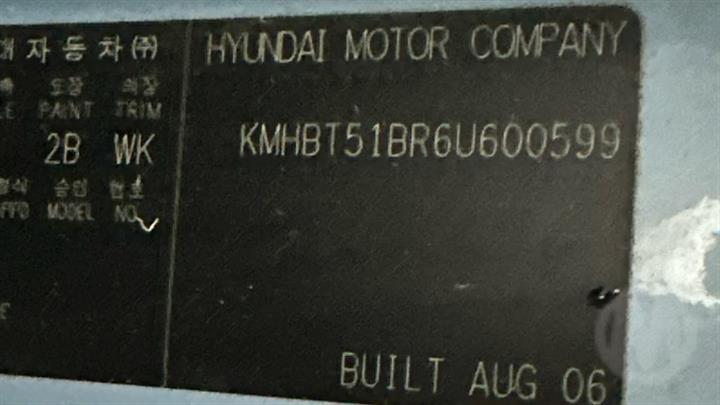 자동차(주) HYUNDAI MOTOR COMPANY
도장 의장
PAINT TRIM
2B WK KMHBT51BR6U600599
형식 승인 번호
MODEL NO
BUILT AUG 06